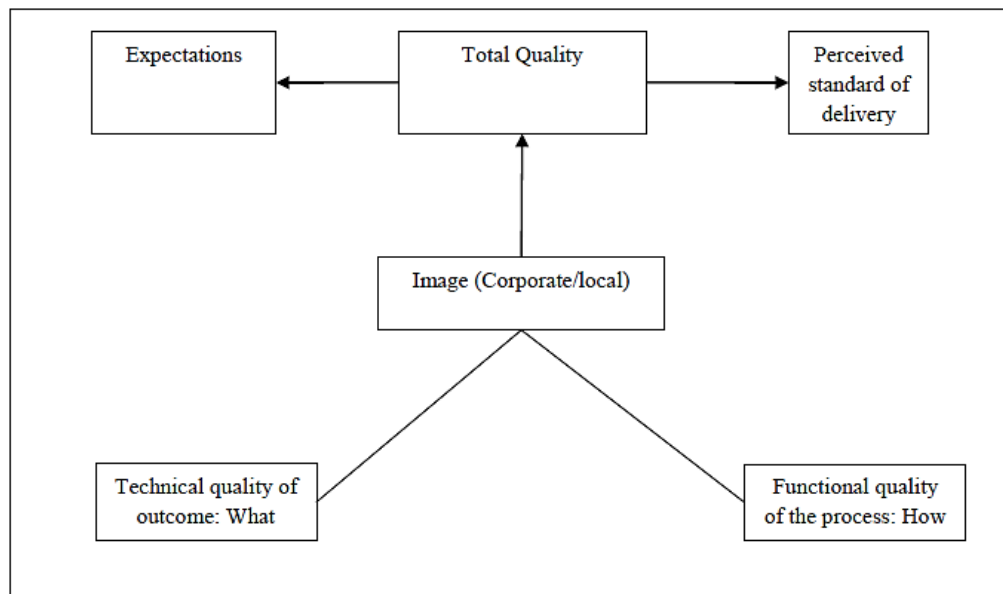 Expectations
Total Quality
Perceived
standard of
delivery
Image (Corporate/local)
Technical quality of
outcome: What
Functional quality
of the process: How